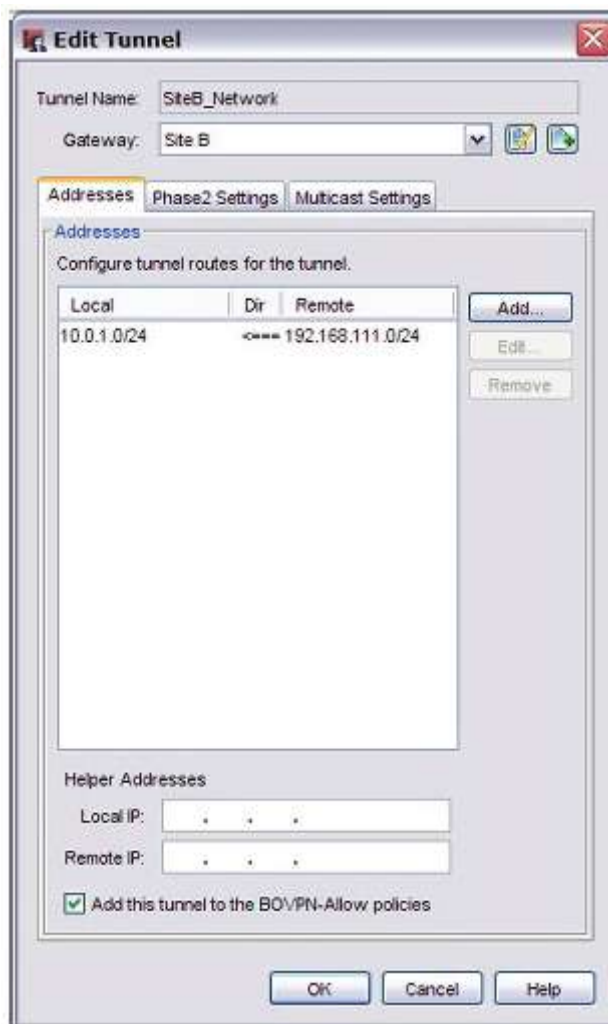 Edit Tunnel
Tunnel Name: SiteB_Network
Gateway: Site B
Addresses Phase2 Settings Multicast Settings
Addresses
Configure tunnel routes for the tunnel.
Local Dir Remote Add...
10.0.1.0/24 <=== 192.168.111.0/24 Edit...
Remove
Helper Addresses
Local IP: . . .
Remote IP: . . .
Add this tunnel to the BOVPN-Allow policies
OK Cancel Help